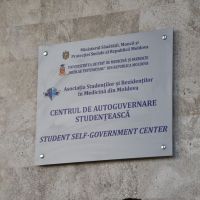 Ministerul Sănătății, Muncii și
Protecției Sociale al Republicii Moldova
UNIVERSITATEA DE STAT DE MEDICINĂ ȘI FARMACIE
"NICOLAE TESTEMIȚANU" DIN REPUBLICA MOLDOVA
Asociația Studenților și Rezidenților
în Medicină din Moldova
CENTRUL DE AUTOGUVERNARE
STUDENȚEASCĂ
STUDENT SELF-GOVERNMENT CENTER